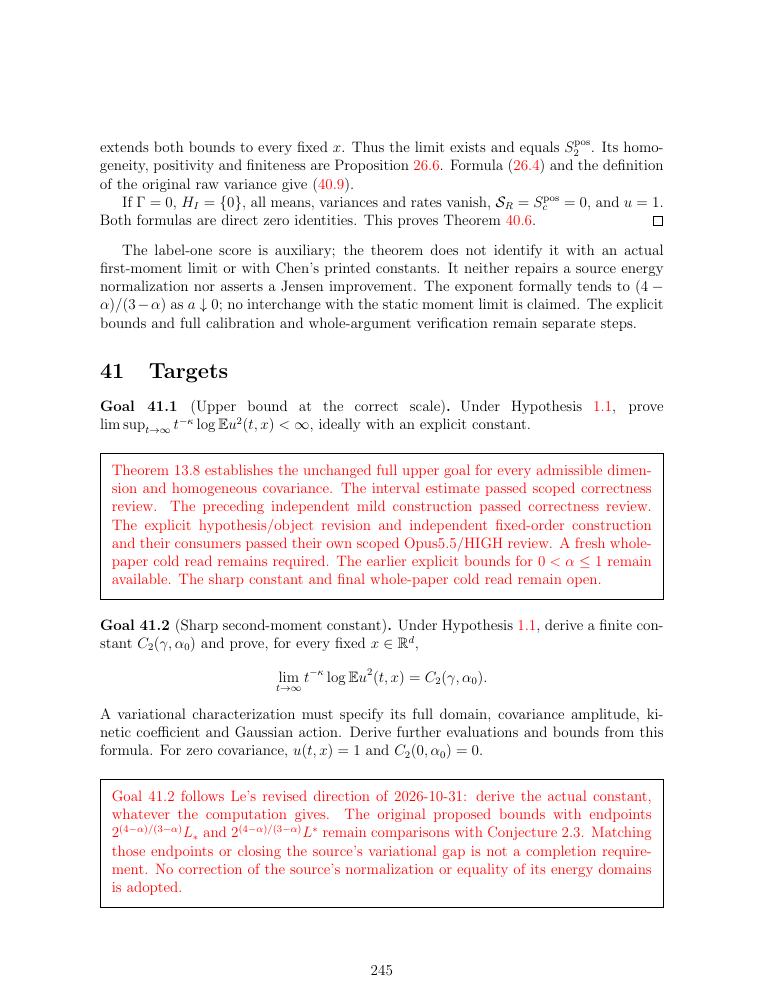 extends both bounds to every fixed x. Thus the limit exists and equals S₂^pos. Its homo-
geneity, positivity and finiteness are Proposition 26.6. Formula (26.4) and the definition
of the original raw variance give (40.9).
If Γ = 0, H_I = {0}, all means, variances and rates vanish, 𝒮_R = S_c^pos = 0, and u = 1.
Both formulas are direct zero identities. This proves Theorem 40.6. □
The label-one score is auxiliary; the theorem does not identify it with an actual
first-moment limit or with Chen's printed constants. It neither repairs a source energy
normalization nor asserts a Jensen improvement. The exponent formally tends to (4 −
α)/(3 − α) as a ↓ 0; no interchange with the static moment limit is claimed. The explicit
bounds and full calibration and whole-argument verification remain separate steps.
41 Targets
Goal 41.1 (Upper bound at the correct scale). Under Hypothesis 1.1, prove
lim sup_{t→∞} t^{−κ} log 𝔼u²(t, x) < ∞, ideally with an explicit constant.
Theorem 13.8 establishes the unchanged full upper goal for every admissible dimen-
sion and homogeneous covariance. The interval estimate passed scoped correctness
review. The preceding independent mild construction passed correctness review.
The explicit hypothesis/object revision and independent fixed-order construction
and their consumers passed their own scoped Opus5.5/HIGH review. A fresh whole-
paper cold read remains required. The earlier explicit bounds for 0 < α ≤ 1 remain
available. The sharp constant and final whole-paper cold read remain open.
Goal 41.2 (Sharp second-moment constant). Under Hypothesis 1.1, derive a finite con-
stant C₂(γ, α₀) and prove, for every fixed x ∈ ℝ^d,
lim_{t→∞} t^{−κ} log 𝔼u²(t, x) = C₂(γ, α₀).
A variational characterization must specify its full domain, covariance amplitude, ki-
netic coefficient and Gaussian action. Derive further evaluations and bounds from this
formula. For zero covariance, u(t, x) = 1 and C₂(0, α₀) = 0.
Goal 41.2 follows Le's revised direction of 2026-10-31: derive the actual constant,
whatever the computation gives. The original proposed bounds with endpoints
2^{(4−α)/(3−α)}L_* and 2^{(4−α)/(3−α)}L^* remain comparisons with Conjecture 2.3. Matching
those endpoints or closing the source's variational gap is not a completion require-
ment. No correction of the source's normalization or equality of its energy domains
is adopted.
245